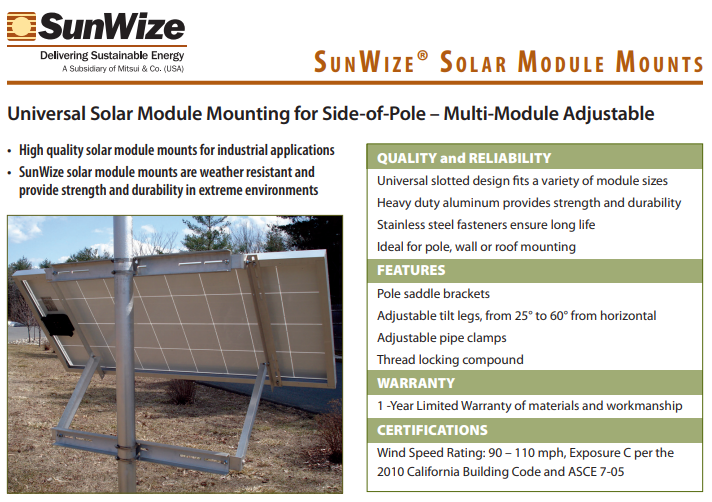 SunWize
Delivering Sustainable Energy
A Subsidiary of Mitsui & Co. (USA)
SUNWIZE® SOLAR MODULE MOUNTS
Universal Solar Module Mounting for Side-of-Pole – Multi-Module Adjustable
• High quality solar module mounts for industrial applications
• SunWize solar module mounts are weather resistant and
provide strength and durability in extreme environments
QUALITY and RELIABILITY
Universal slotted design fits a variety of module sizes
Heavy duty aluminum provides strength and durability
Stainless steel fasteners ensure long life
Ideal for pole, wall or roof mounting
FEATURES
Pole saddle brackets
Adjustable tilt legs, from 25° to 60° from horizontal
Adjustable pipe clamps
Thread locking compound
WARRANTY
1 -Year Limited Warranty of materials and workmanship
CERTIFICATIONS
Wind Speed Rating: 90 – 110 mph, Exposure C per the
2010 California Building Code and ASCE 7-05